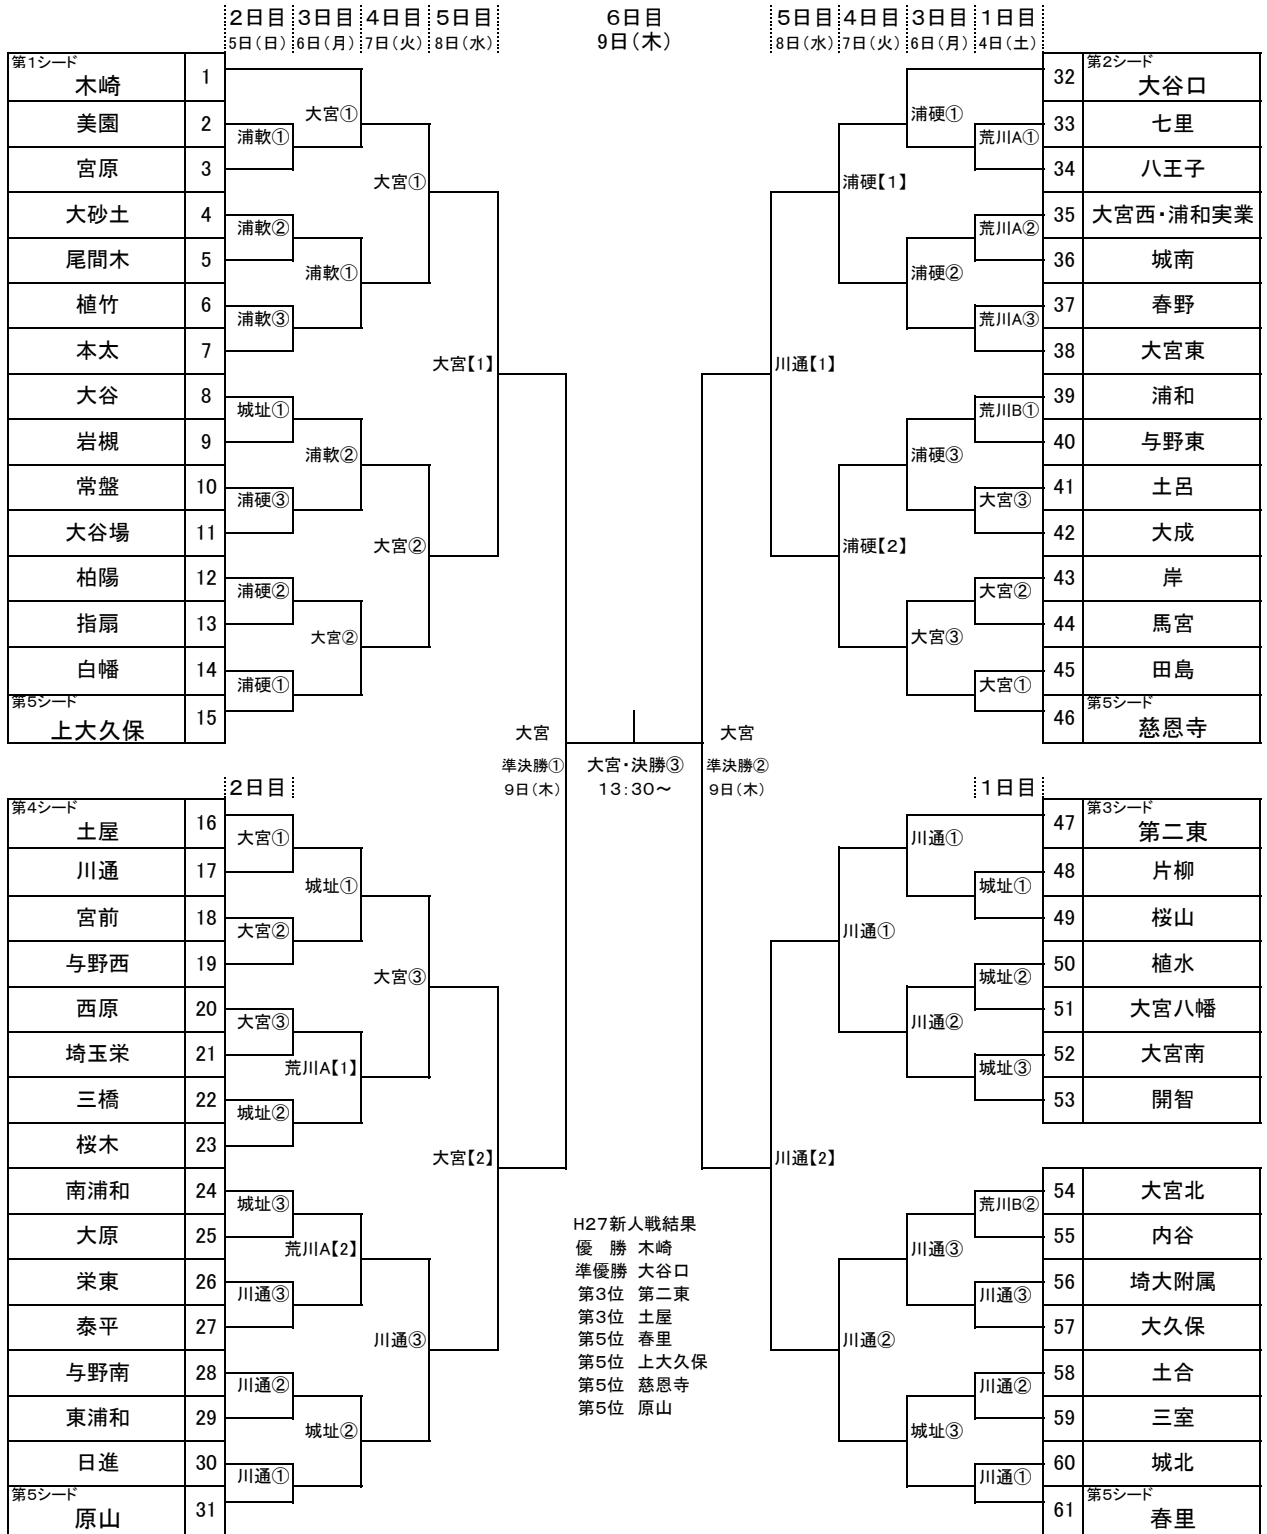 2日目 3日目 4日目 5日目 6日目 5日目 4日目 3日目 1日目
5日(日) 6日(月) 7日(火) 8日(水) 9日(木) 8日(水) 7日(火) 6日(月) 4日(土)
第1シード
木崎 1
美園 2
宮原 3
大砂土 4
尾間木 5
植竹 6
本太 7
大谷 8
岩槻 9
常盤 10
大谷場 11
柏陽 12
指扇 13
白幡 14
第5シード
上大久保 15
浦軟①
浦軟②
浦軟③
城址①
浦硬③
浦硬②
浦硬①
大宮①
浦軟①
浦軟②
大宮②
大宮①
大宮②
大宮【1】
2日目
第4シード
土屋 16
川通 17
宮前 18
与野西 19
西原 20
埼玉栄 21
三橋 22
桜木 23
南浦和 24
大原 25
栄東 26
泰平 27
与野南 28
東浦和 29
日進 30
第5シード
原山 31
大宮①
大宮②
大宮③
城址②
城址③
川通③
川通②
川通①
城址①
荒川A【1】
荒川A【2】
城址②
大宮③
川通③
大宮【2】
大宮
準決勝①
9日(木)
大宮・決勝③
13:30～
大宮
準決勝②
9日(木)
H27新人戦結果
優　勝 木崎
準優勝 大谷口
第3位 第二東
第3位 土屋
第5位 春里
第5位 上大久保
第5位 慈恩寺
第5位 原山
川通【1】
浦硬【1】
浦硬【2】
浦硬①
浦硬②
浦硬③
大宮③
荒川A①
荒川A②
荒川A③
荒川B①
大宮③
大宮②
大宮①
第2シード
32 大谷口
33 七里
34 八王子
35 大宮西・浦和実業
36 城南
37 春野
38 大宮東
39 浦和
40 与野東
41 土呂
42 大成
43 岸
44 馬宮
45 田島
第5シード
46 慈恩寺
1日目
川通【2】
川通①
川通②
川通①
川通②
川通③
城址③
城址①
城址②
城址③
荒川B②
川通③
川通②
川通①
第3シード
47 第二東
48 片柳
49 桜山
50 植水
51 大宮八幡
52 大宮南
53 開智
54 大宮北
55 内谷
56 埼大附属
57 大久保
58 土合
59 三室
60 城北
第5シード
61 春里